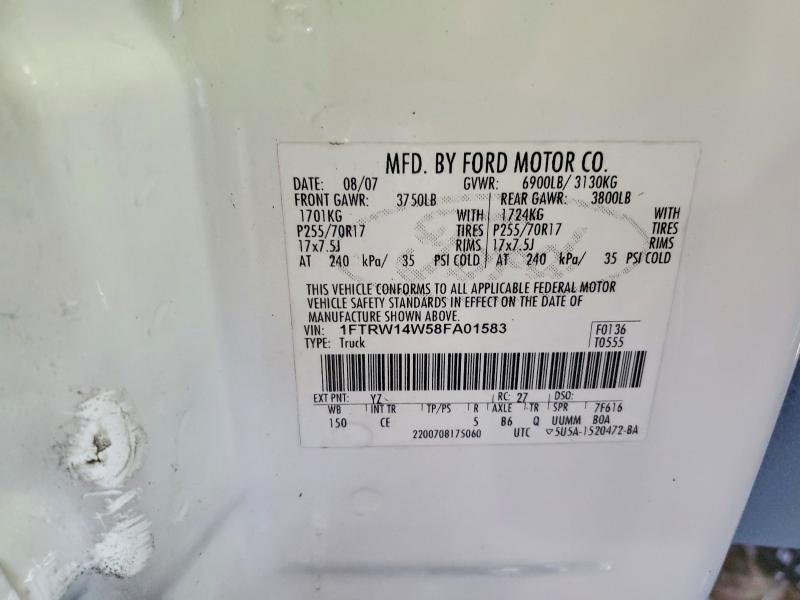 MFD. BY FORD MOTOR CO.
DATE: 08/07 GVWR: 6900LB/ 3130KG
FRONT GAWR: 3750LB REAR GAWR: 3800LB
1701KG WITH 1724KG WITH
P255/70R17 TIRES P255/70R17 TIRES
17x7.5J RIMS 17x7.5J RIMS
AT 240 kPa/ 35 PSI COLD AT 240 kPa/ 35 PSI COLD
THIS VEHICLE CONFORMS TO ALL APPLICABLE FEDERAL MOTOR
VEHICLE SAFETY STANDARDS IN EFFECT ON THE DATE OF
MANUFACTURE SHOWN ABOVE.
VIN: 1FTRW14W58FA01583 F0136
TYPE: Truck T0555
EXT PNT: YZ RC: 27 DSO:
WB INT TR TP/PS R AXLE TR SPR 7F616
150 CE 5 B6 Q UUMM B0A
2200708175060 UTC ▽5U5A-1520472-BA